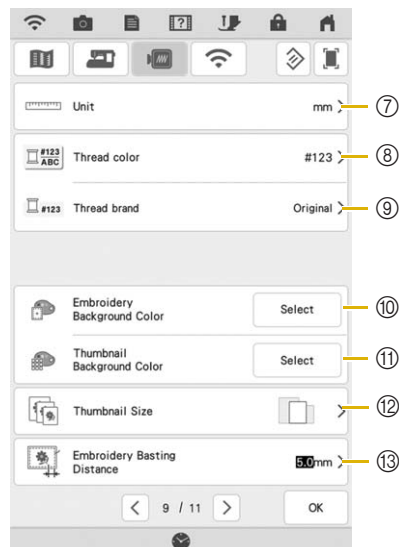 Unit mm ⑦
#123 ABC Thread color #123 ⑧
#123 Thread brand Original ⑨
Embroidery
Background Color Select ⑩
Thumbnail
Background Color Select ⑪
Thumbnail Size ⑫
Embroidery Basting
Distance 5.0mm ⑬
9 / 11 OK